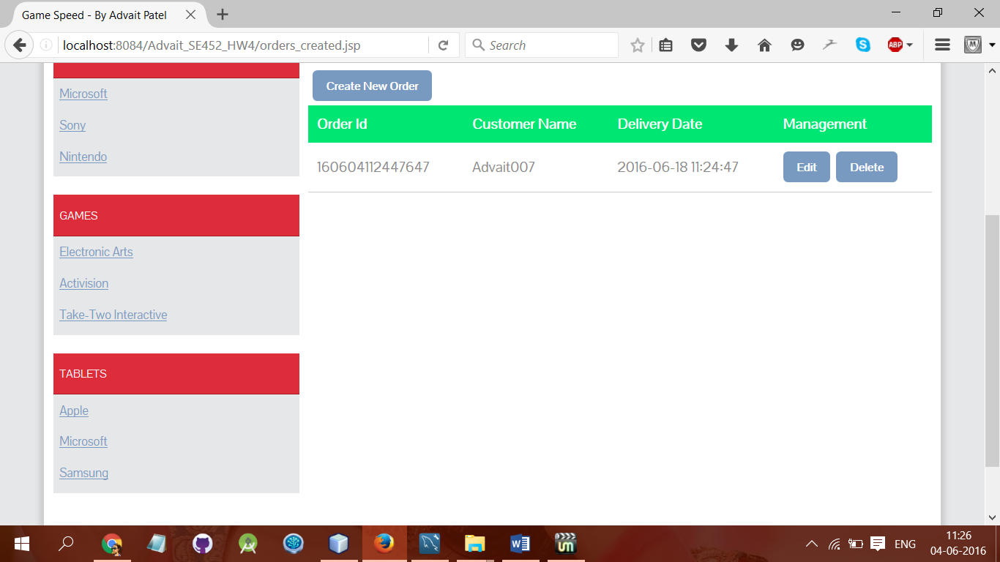 Game Speed - By Advait Patel
localhost:8084/Advait_SE452_HW4/orders_created.jsp
Search
ABP
Microsoft
Sony
Nintendo
GAMES
Electronic Arts
Activision
Take-Two Interactive
TABLETS
Apple
Microsoft
Samsung
Create New Order
Order Id Customer Name Delivery Date Management
160604112447647 Advait007 2016-06-18 11:24:47 Edit Delete
um
ENG
11:26
04-06-2016